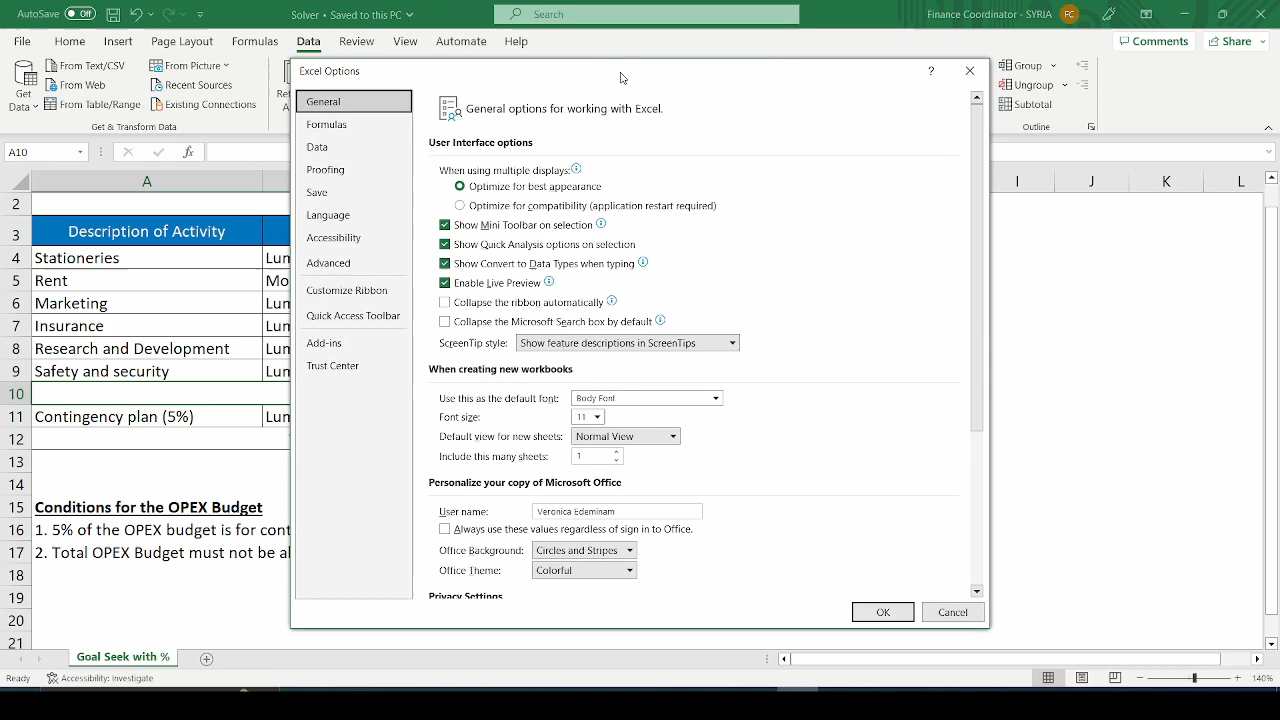 AutoSave Off Solver • Saved to this PC Search Finance Coordinator - SYRIA FC
File Home Insert Page Layout Formulas Data Review View Automate Help Comments Share
Get Data
From Text/CSV
From Web
From Table/Range
From Picture
Recent Sources
Existing Connections
Get & Transform Data
Group
Ungroup
Subtotal
Outline
A10 fx
A I J K L
Excel Options
?
General
Formulas
Data
Proofing
Save
Language
Accessibility
Advanced
Customize Ribbon
Quick Access Toolbar
Add-ins
Trust Center
General options for working with Excel.
User Interface options
When using multiple displays:
Optimize for best appearance
Optimize for compatibility (application restart required)
Show Mini Toolbar on selection
Show Quick Analysis options on selection
Show Convert to Data Types when typing
Enable Live Preview
Collapse the ribbon automatically
Collapse the Microsoft Search box by default
ScreenTip style: Show feature descriptions in ScreenTips
When creating new workbooks
Use this as the default font: Body Font
Font size: 11
Default view for new sheets: Normal View
Include this many sheets: 1
Personalize your copy of Microsoft Office
User name: Veronica Edeminam
Always use these values regardless of sign in to Office.
Office Background: Circles and Stripes
Office Theme: Colorful
Privacy Settings
OK Cancel
2
3 Description of Activity
4 Stationeries Lum
5 Rent Mo
6 Marketing Lum
7 Insurance Lum
8 Research and Development Lum
9 Safety and security Lum
10
11 Contingency plan (5%) Lum
12
13
14
15 Conditions for the OPEX Budget
16 1. 5% of the OPEX budget is for cont
17 2. Total OPEX Budget must not be al
18
19
20
21
Goal Seek with %
Ready Accessibility: Investigate 140%